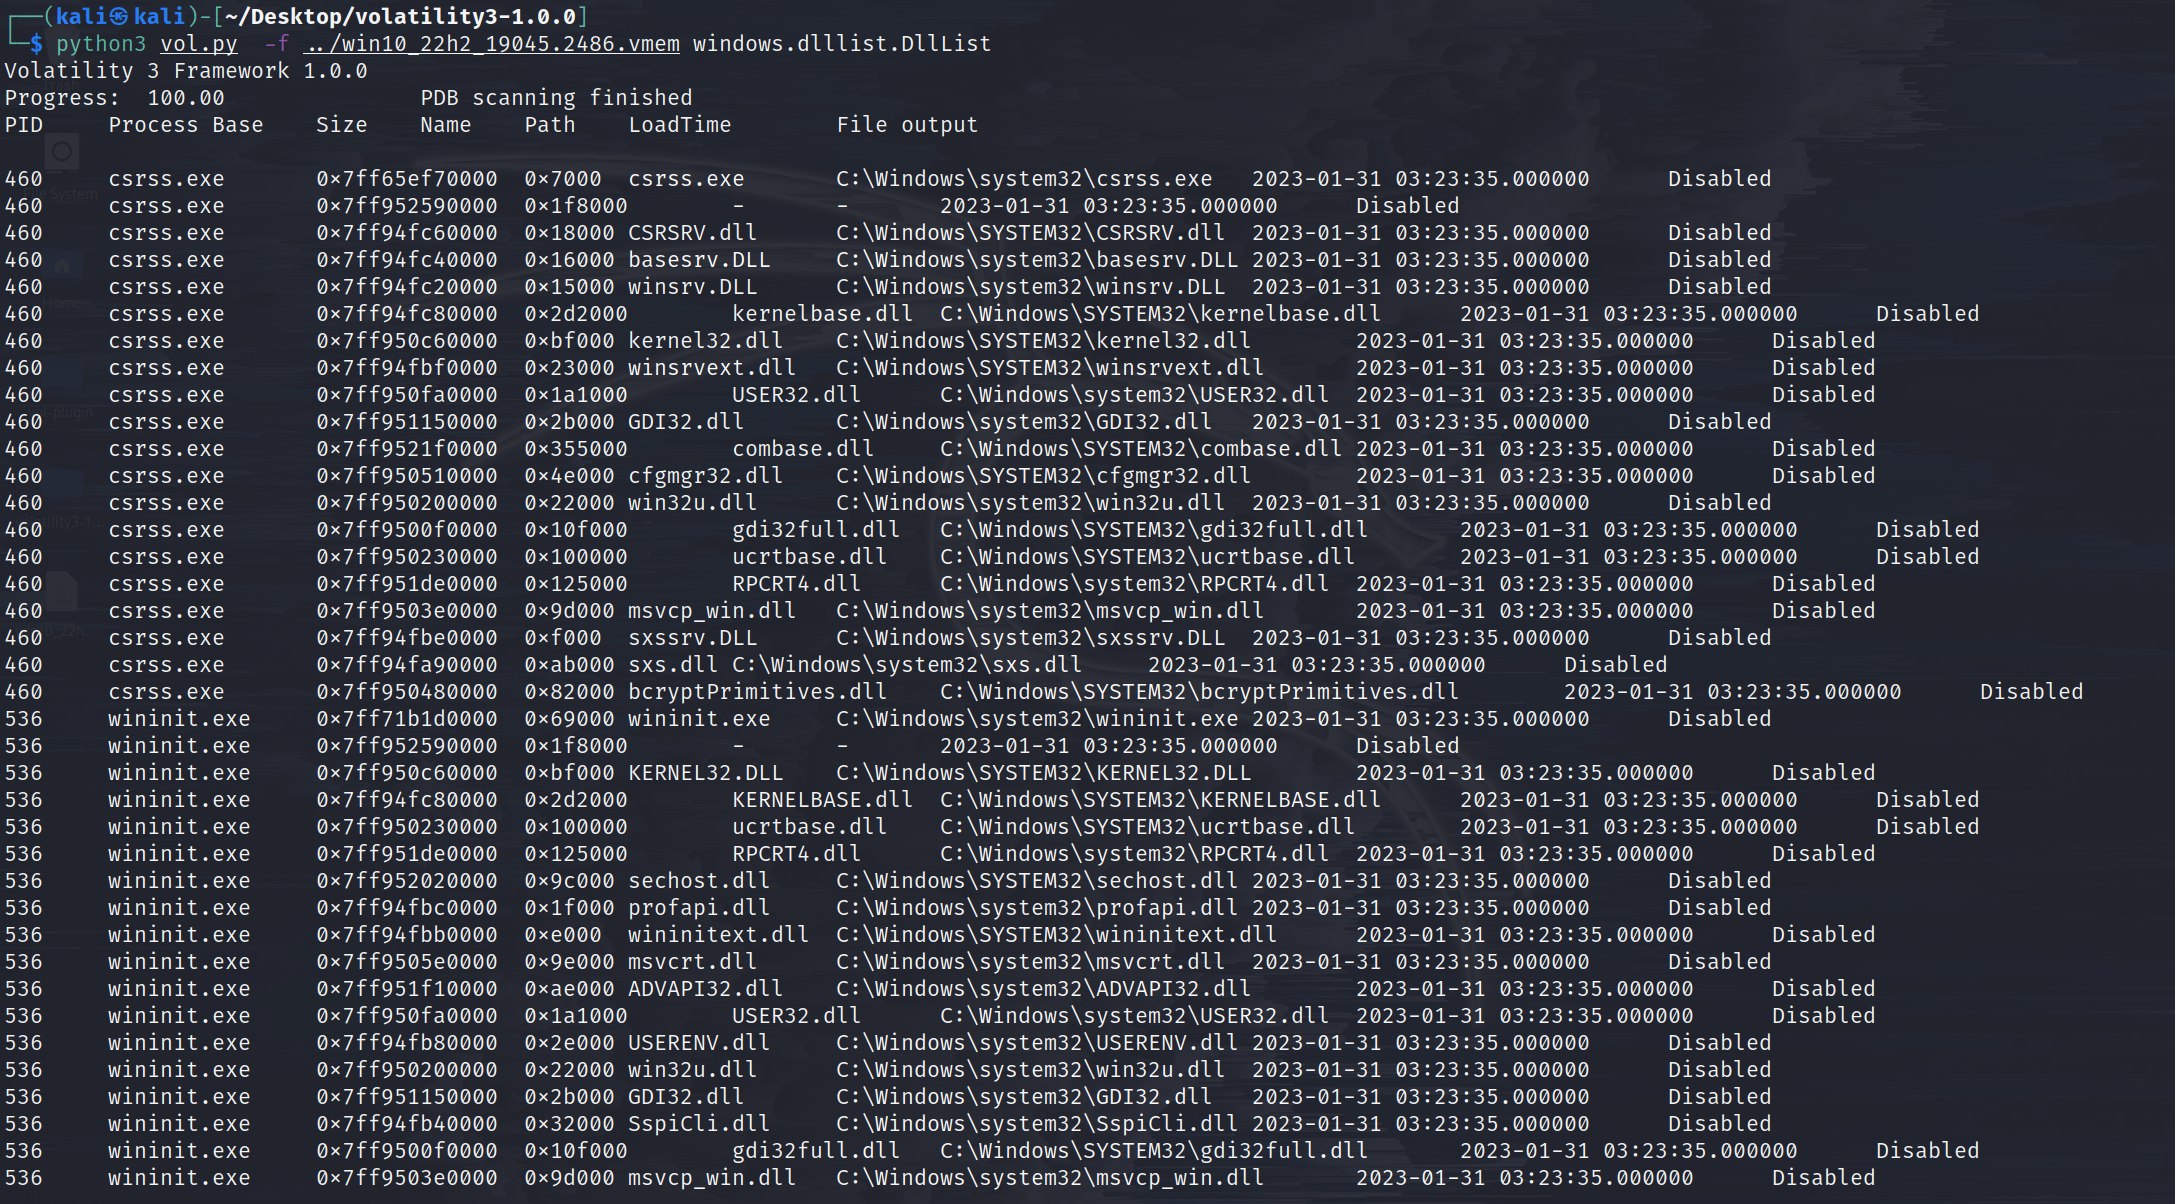 ┌──(kali㉿kali)-[~/Desktop/volatility3-1.0.0]
└─$ python3 vol.py  -f ../win10_22h2_19045.2486.vmem windows.dlllist.DllList
Volatility 3 Framework 1.0.0
Progress:  100.00               PDB scanning finished
PID     Process Base    Size    Name    Path    LoadTime        File output
460     csrss.exe       0x7ff65ef70000  0x7000  csrss.exe       C:\Windows\system32\csrss.exe   2023-01-31 03:23:35.000000      Disabled
460     csrss.exe       0x7ff952590000  0x1f8000        -       -       2023-01-31 03:23:35.000000      Disabled
460     csrss.exe       0x7ff94fc60000  0x18000 CSRSRV.dll      C:\Windows\SYSTEM32\CSRSRV.dll  2023-01-31 03:23:35.000000      Disabled
460     csrss.exe       0x7ff94fc40000  0x16000 basesrv.DLL     C:\Windows\system32\basesrv.DLL 2023-01-31 03:23:35.000000      Disabled
460     csrss.exe       0x7ff94fc20000  0x15000 winsrv.DLL      C:\Windows\system32\winsrv.DLL  2023-01-31 03:23:35.000000      Disabled
460     csrss.exe       0x7ff94fc80000  0x2d2000        kernelbase.dll  C:\Windows\SYSTEM32\kernelbase.dll      2023-01-31 03:23:35.000000      Disabled
460     csrss.exe       0x7ff950c60000  0xbf000 kernel32.dll    C:\Windows\SYSTEM32\kernel32.dll        2023-01-31 03:23:35.000000      Disabled
460     csrss.exe       0x7ff94fbf0000  0x23000 winsrvext.dll   C:\Windows\SYSTEM32\winsrvext.dll       2023-01-31 03:23:35.000000      Disabled
460     csrss.exe       0x7ff950fa0000  0x1a1000        USER32.dll      C:\Windows\system32\USER32.dll  2023-01-31 03:23:35.000000      Disabled
460     csrss.exe       0x7ff951150000  0x2b000 GDI32.dll       C:\Windows\system32\GDI32.dll   2023-01-31 03:23:35.000000      Disabled
460     csrss.exe       0x7ff9521f0000  0x355000        combase.dll     C:\Windows\SYSTEM32\combase.dll 2023-01-31 03:23:35.000000      Disabled
460     csrss.exe       0x7ff950510000  0x4e000 cfgmgr32.dll    C:\Windows\SYSTEM32\cfgmgr32.dll        2023-01-31 03:23:35.000000      Disabled
460     csrss.exe       0x7ff950200000  0x22000 win32u.dll      C:\Windows\system32\win32u.dll  2023-01-31 03:23:35.000000      Disabled
460     csrss.exe       0x7ff9500f0000  0x10f000        gdi32full.dll   C:\Windows\SYSTEM32\gdi32full.dll       2023-01-31 03:23:35.000000      Disabled
460     csrss.exe       0x7ff950230000  0x100000        ucrtbase.dll    C:\Windows\SYSTEM32\ucrtbase.dll        2023-01-31 03:23:35.000000      Disabled
460     csrss.exe       0x7ff951de0000  0x125000        RPCRT4.dll      C:\Windows\system32\RPCRT4.dll  2023-01-31 03:23:35.000000      Disabled
460     csrss.exe       0x7ff9503e0000  0x9d000 msvcp_win.dll   C:\Windows\system32\msvcp_win.dll       2023-01-31 03:23:35.000000      Disabled
460     csrss.exe       0x7ff94fbe0000  0xf000  sxssrv.DLL      C:\Windows\system32\sxssrv.DLL  2023-01-31 03:23:35.000000      Disabled
460     csrss.exe       0x7ff94fa90000  0xab000 sxs.dll C:\Windows\system32\sxs.dll     2023-01-31 03:23:35.000000      Disabled
460     csrss.exe       0x7ff950480000  0x82000 bcryptPrimitives.dll    C:\Windows\SYSTEM32\bcryptPrimitives.dll        2023-01-31 03:23:35.000000      Disabled
536     wininit.exe     0x7ff71b1d0000  0x69000 wininit.exe     C:\Windows\system32\wininit.exe 2023-01-31 03:23:35.000000      Disabled
536     wininit.exe     0x7ff952590000  0x1f8000        -       -       2023-01-31 03:23:35.000000      Disabled
536     wininit.exe     0x7ff950c60000  0xbf000 KERNEL32.DLL    C:\Windows\SYSTEM32\KERNEL32.DLL        2023-01-31 03:23:35.000000      Disabled
536     wininit.exe     0x7ff94fc80000  0x2d2000        KERNELBASE.dll  C:\Windows\SYSTEM32\KERNELBASE.dll      2023-01-31 03:23:35.000000      Disabled
536     wininit.exe     0x7ff950230000  0x100000        ucrtbase.dll    C:\Windows\SYSTEM32\ucrtbase.dll        2023-01-31 03:23:35.000000      Disabled
536     wininit.exe     0x7ff951de0000  0x125000        RPCRT4.dll      C:\Windows\system32\RPCRT4.dll  2023-01-31 03:23:35.000000      Disabled
536     wininit.exe     0x7ff952020000  0x9c000 sechost.dll     C:\Windows\SYSTEM32\sechost.dll 2023-01-31 03:23:35.000000      Disabled
536     wininit.exe     0x7ff94fbc0000  0x1f000 profapi.dll     C:\Windows\system32\profapi.dll 2023-01-31 03:23:35.000000      Disabled
536     wininit.exe     0x7ff94fbb0000  0xe000  wininitext.dll  C:\Windows\SYSTEM32\wininitext.dll      2023-01-31 03:23:35.000000      Disabled
536     wininit.exe     0x7ff9505e0000  0x9e000 msvcrt.dll      C:\Windows\system32\msvcrt.dll  2023-01-31 03:23:35.000000      Disabled
536     wininit.exe     0x7ff951f10000  0xae000 ADVAPI32.dll    C:\Windows\system32\ADVAPI32.dll        2023-01-31 03:23:35.000000      Disabled
536     wininit.exe     0x7ff950fa0000  0x1a1000        USER32.dll      C:\Windows\system32\USER32.dll  2023-01-31 03:23:35.000000      Disabled
536     wininit.exe     0x7ff94fb80000  0x2e000 USERENV.dll     C:\Windows\system32\USERENV.dll 2023-01-31 03:23:35.000000      Disabled
536     wininit.exe     0x7ff950200000  0x22000 win32u.dll      C:\Windows\system32\win32u.dll  2023-01-31 03:23:35.000000      Disabled
536     wininit.exe     0x7ff951150000  0x2b000 GDI32.dll       C:\Windows\system32\GDI32.dll   2023-01-31 03:23:35.000000      Disabled
536     wininit.exe     0x7ff94fb40000  0x32000 SspiCli.dll     C:\Windows\system32\SspiCli.dll 2023-01-31 03:23:35.000000      Disabled
536     wininit.exe     0x7ff9500f0000  0x10f000        gdi32full.dll   C:\Windows\SYSTEM32\gdi32full.dll       2023-01-31 03:23:35.000000      Disabled
536     wininit.exe     0x7ff9503e0000  0x9d000 msvcp_win.dll   C:\Windows\system32\msvcp_win.dll       2023-01-31 03:23:35.000000      Disabled